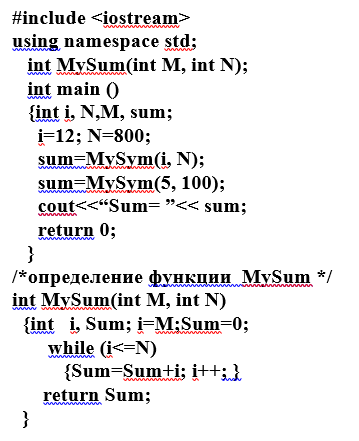 #include <iostream>
using namespace std;
int MySum(int M, int N);
int main ()
{int i, N,M, sum;
i=12; N=800;
sum=MySym(i, N);
sum=MySym(5, 100);
cout<<“Sum= ”<< sum;
return 0;
}
/*определение функции MySum */
int MySum(int M, int N)
{int i, Sum; i=M;Sum=0;
while (i<=N)
{Sum=Sum+i; i++; }
return Sum;
}